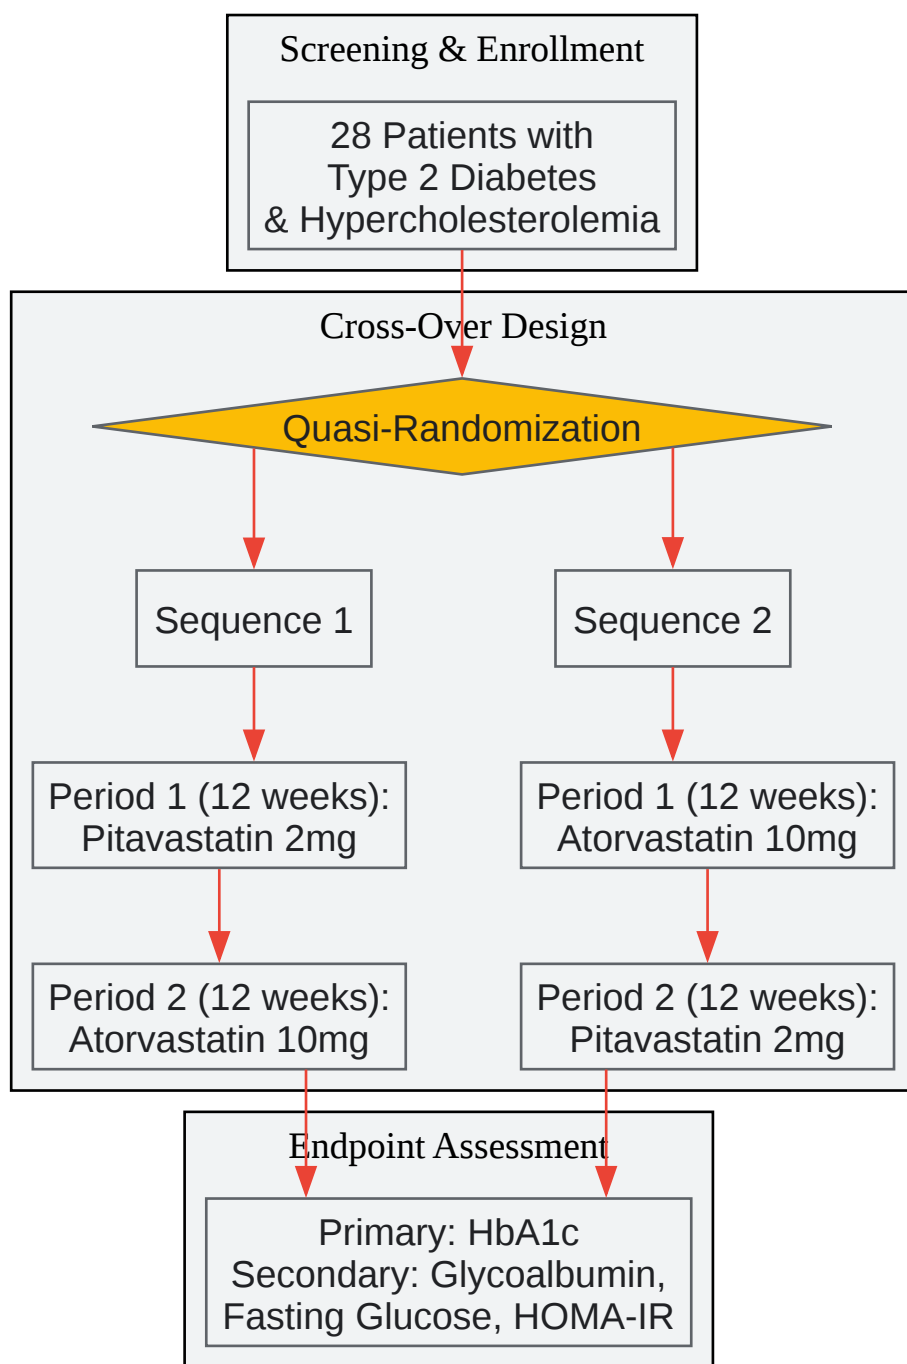 Screening & Enrollment
28 Patients with
Type 2 Diabetes
& Hypercholesterolemia
Cross-Over Design
Quasi-Randomization
Sequence 1
Sequence 2
Period 1 (12 weeks):
Pitavastatin 2mg
Period 1 (12 weeks):
Atorvastatin 10mg
Period 2 (12 weeks):
Atorvastatin 10mg
Period 2 (12 weeks):
Pitavastatin 2mg
Endpoint Assessment
Primary: HbA1c
Secondary: Glycoalbumin,
Fasting Glucose, HOMA-IR